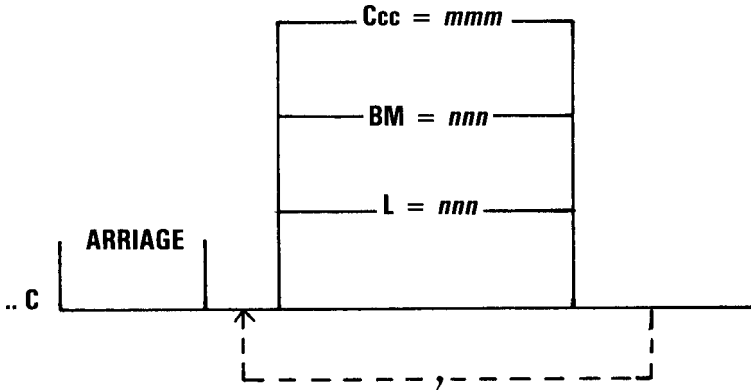 Ccc = mmm
BM = nnn
L = nnn
ARRIAGE
.. C
,